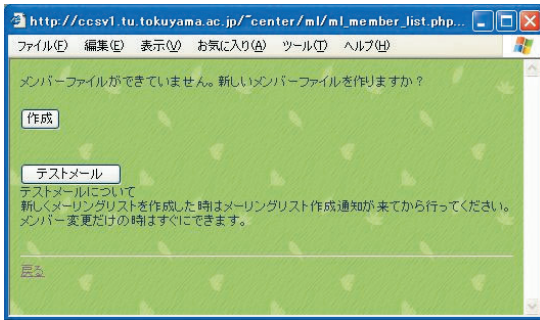 http://ccsv1.tu.tokuyama.ac.jp/~center/ml/ml_member_list.php...
ファイル(F) 編集(E) 表示(V) お気に入り(A) ツール(T) ヘルプ(H)
メンバーファイルができていません。新しいメンバーファイルを作りますか？
作成
テストメール
テストメールについて
新しくメーリングリストを作成した時はメーリングリスト作成通知が来てから行ってください。
メンバー変更だけの時はすぐにできます。
戻る